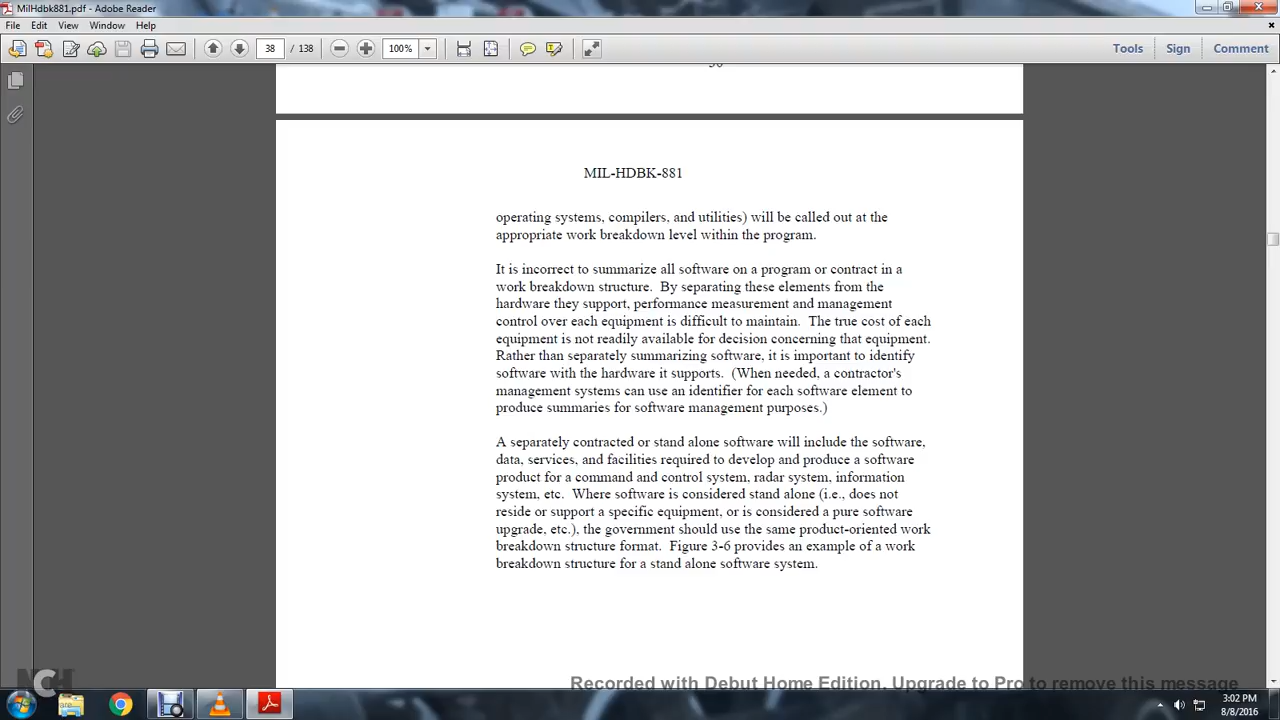 MilHdbk881.pdf - Adobe Reader
File Edit View Window Help
38 / 138 100% Tools Sign Comment
MIL-HDBK-881
operating systems, compilers, and utilities) will be called out at the
appropriate work breakdown level within the program.
It is incorrect to summarize all software on a program or contract in a
work breakdown structure. By separating these elements from the
hardware they support, performance measurement and management
control over each equipment is difficult to maintain. The true cost of each
equipment is not readily available for decision concerning that equipment.
Rather than separately summarizing software, it is important to identify
software with the hardware it supports. (When needed, a contractor's
management systems can use an identifier for each software element to
produce summaries for software management purposes.)
A separately contracted or stand alone software will include the software,
data, services, and facilities required to develop and produce a software
product for a command and control system, radar system, information
system, etc. Where software is considered stand alone (i.e., does not
reside or support a specific equipment, or is considered a pure software
upgrade, etc.), the government should use the same product-oriented work
breakdown structure format. Figure 3-6 provides an example of a work
breakdown structure for a stand alone software system.
Recorded with Debut Home Edition. Upgrade to Pro to remove this message
3:02 PM
8/8/2016